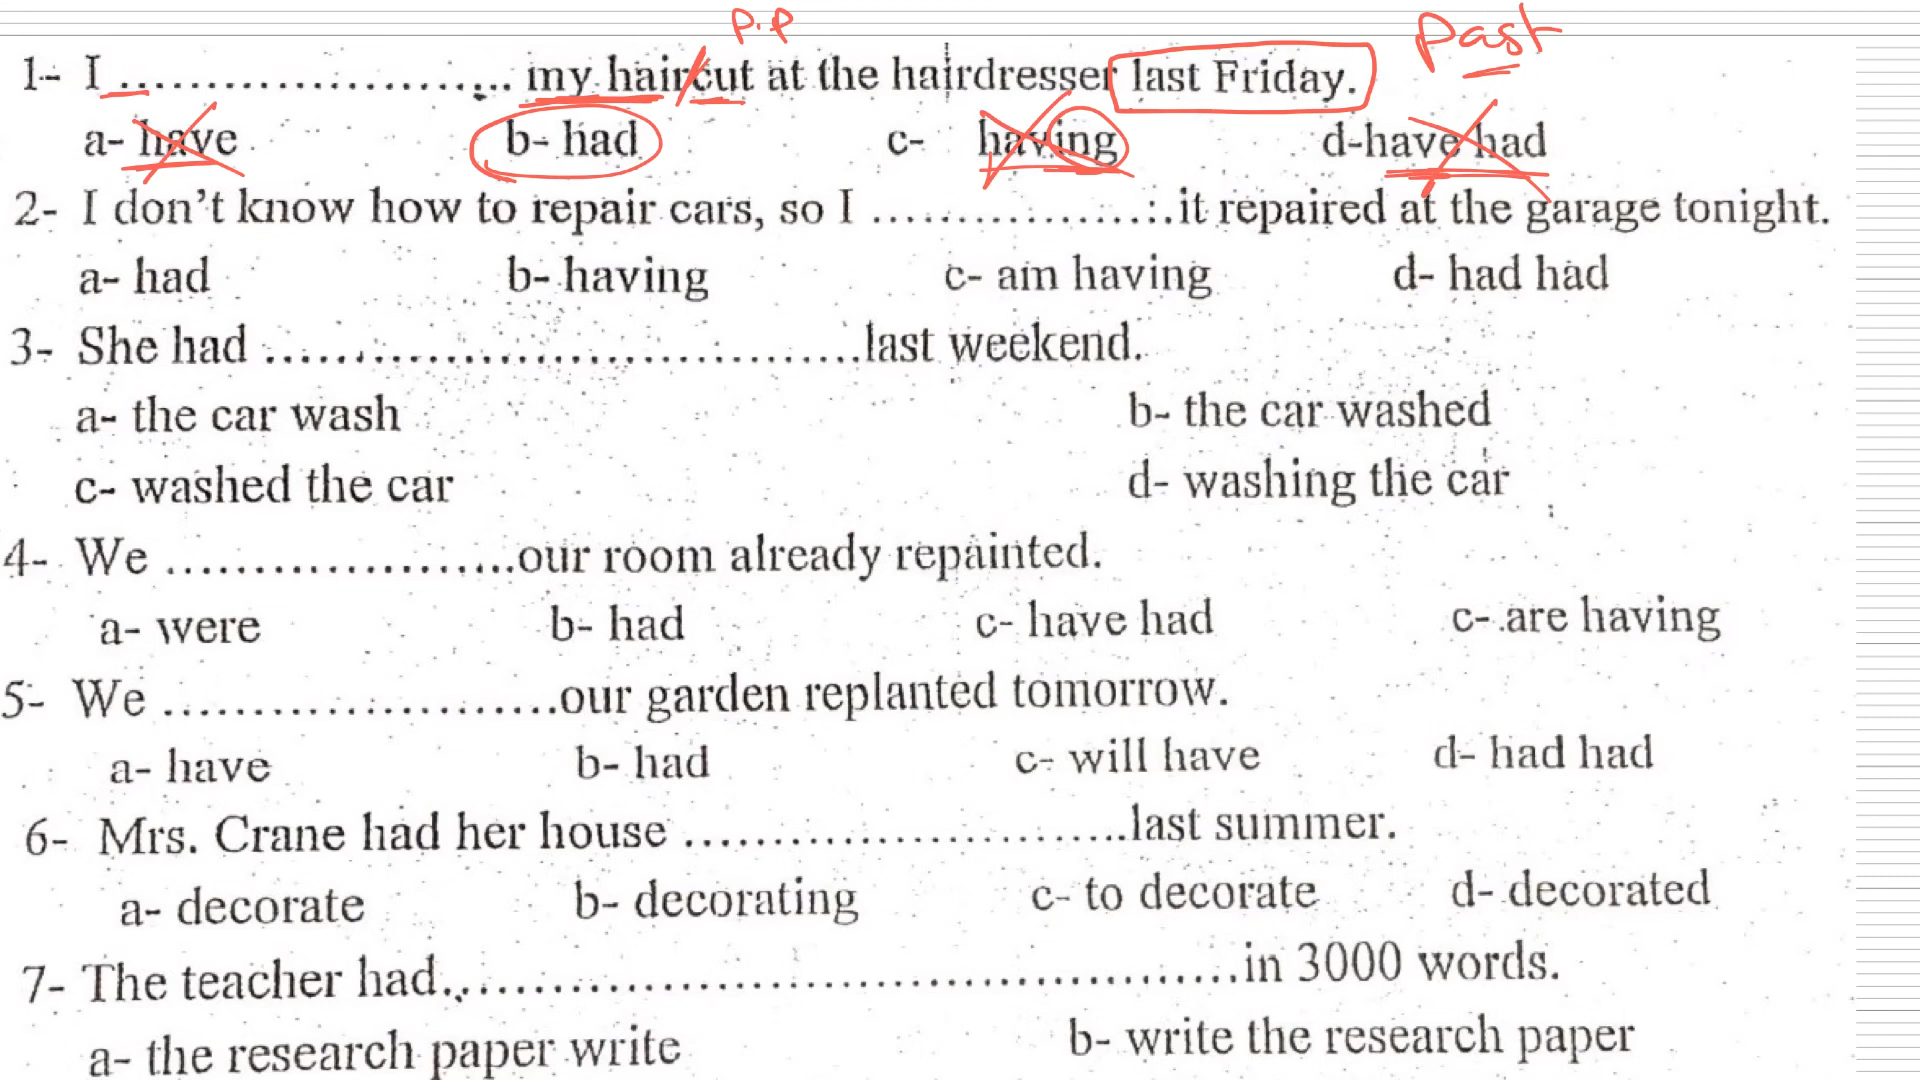 P.P
Past
1- I ........................ my hair cut at the hairdresser last Friday.
a- have b- had c- having d-have had
2- I don't know how to repair cars, so I .................. it repaired at the garage tonight.
a- had b- having c- am having d- had had
3- She had ........................................last weekend.
a- the car wash b- the car washed
c- washed the car d- washing the car
4- We ........................our room already repainted.
a- were b- had c- have had c- are having
5- We ...........................our garden replanted tomorrow.
a- have b- had c- will have d- had had
6- Mrs. Crane had her house ..............................last summer.
a- decorate b- decorating c- to decorate d- decorated
7- The teacher had......................................................in 3000 words.
a- the research paper write b- write the research paper